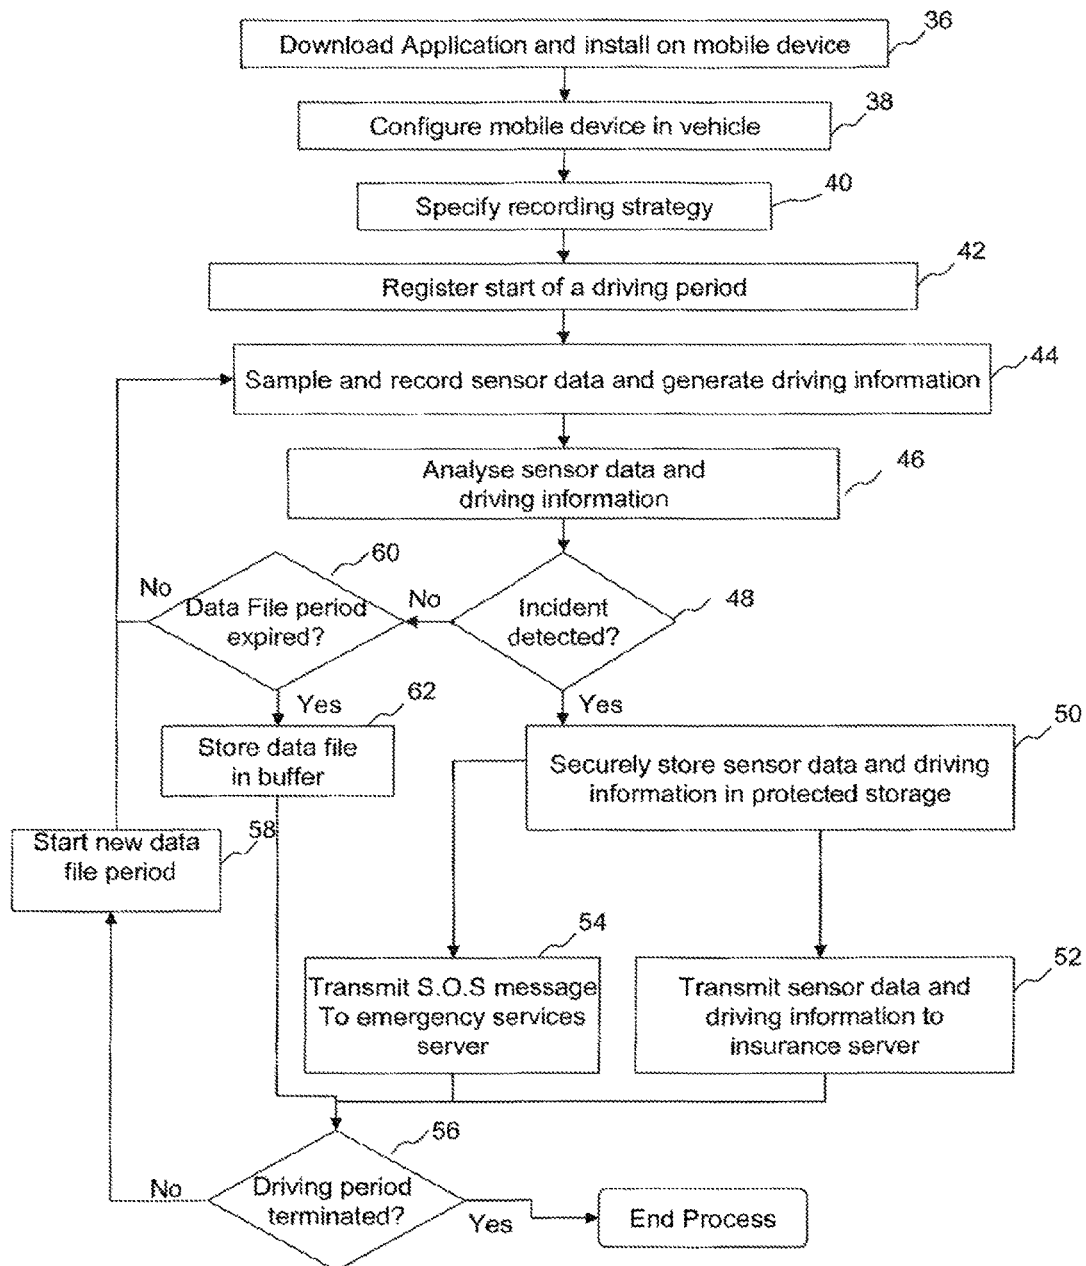 36
Download Application and install on mobile device
38
Configure mobile device in vehicle
40
Specify recording strategy
42
Register start of a driving period
44
Sample and record sensor data and generate driving information
46
Analyse sensor data and
driving information
60
No
Data File period
expired?
No
Incident
detected?
48
Yes
62
Yes
50
Store data file
in buffer
Securely store sensor data and driving
information in protected storage
58
Start new data
file period
54
52
Transmit S.O.S message
To emergency services
server
Transmit sensor data and
driving information to
insurance server
56
No
Driving period
terminated?
Yes
End Process